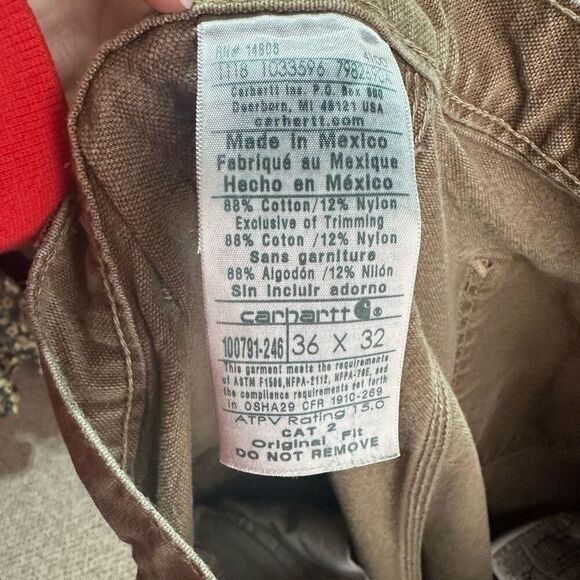 RN# 14806
1118 1033596
Carhartt Inc. P.O. Box 600
Dearborn, MI 48121 USA
carhartt.com
Made in Mexico
Fabriqué au Mexique
Hecho en México
88% Cotton/12% Nylon
Exclusive of Trimming
88% Coton /12% Nylon
Sans garniture
88% Algodón /12% Nilón
Sin incluir adorno
carhartt
100791-246 36 X 32
This garment meets the requirements
of ASTM F1506, NFPA-2112, NFPA-70E, and
the compliance requirements set forth
in OSHA29 CFR 1910-269
ATPV Rating 15.0
CAT 2
Original Fit
DO NOT REMOVE